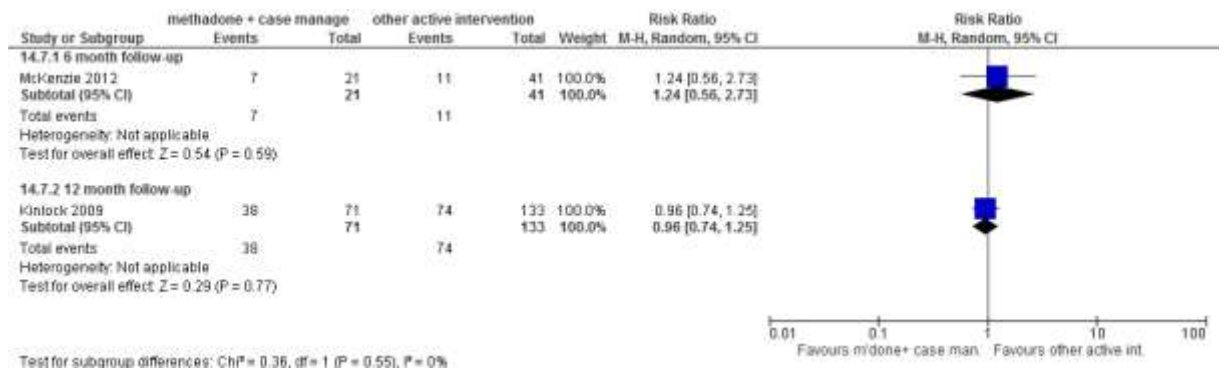 methadone + case manage other active intervention Risk Ratio Risk Ratio
Study or Subgroup Events Total Events Total Weight M-H, Random, 95% CI M-H, Random, 95% CI
14.7.1 6 month follow-up
McKenzie 2012 7 21 11 41 100.0% 1.24 [0.56, 2.73]
Subtotal (95% CI) 21 41 100.0% 1.24 [0.56, 2.73]
Total events 7 11
Heterogeneity: Not applicable
Test for overall effect: Z = 0.54 (P = 0.59)
14.7.2 12 month follow-up
Kinlock 2009 38 71 74 133 100.0% 0.96 [0.74, 1.25]
Subtotal (95% CI) 71 133 100.0% 0.96 [0.74, 1.25]
Total events 38 74
Heterogeneity: Not applicable
Test for overall effect: Z = 0.29 (P = 0.77)
0.01 0.1 1 10 100
Favours m'done+ case man. Favours other active int.
Test for subgroup differences: Chi² = 0.36, df = 1 (P = 0.55), I² = 0%